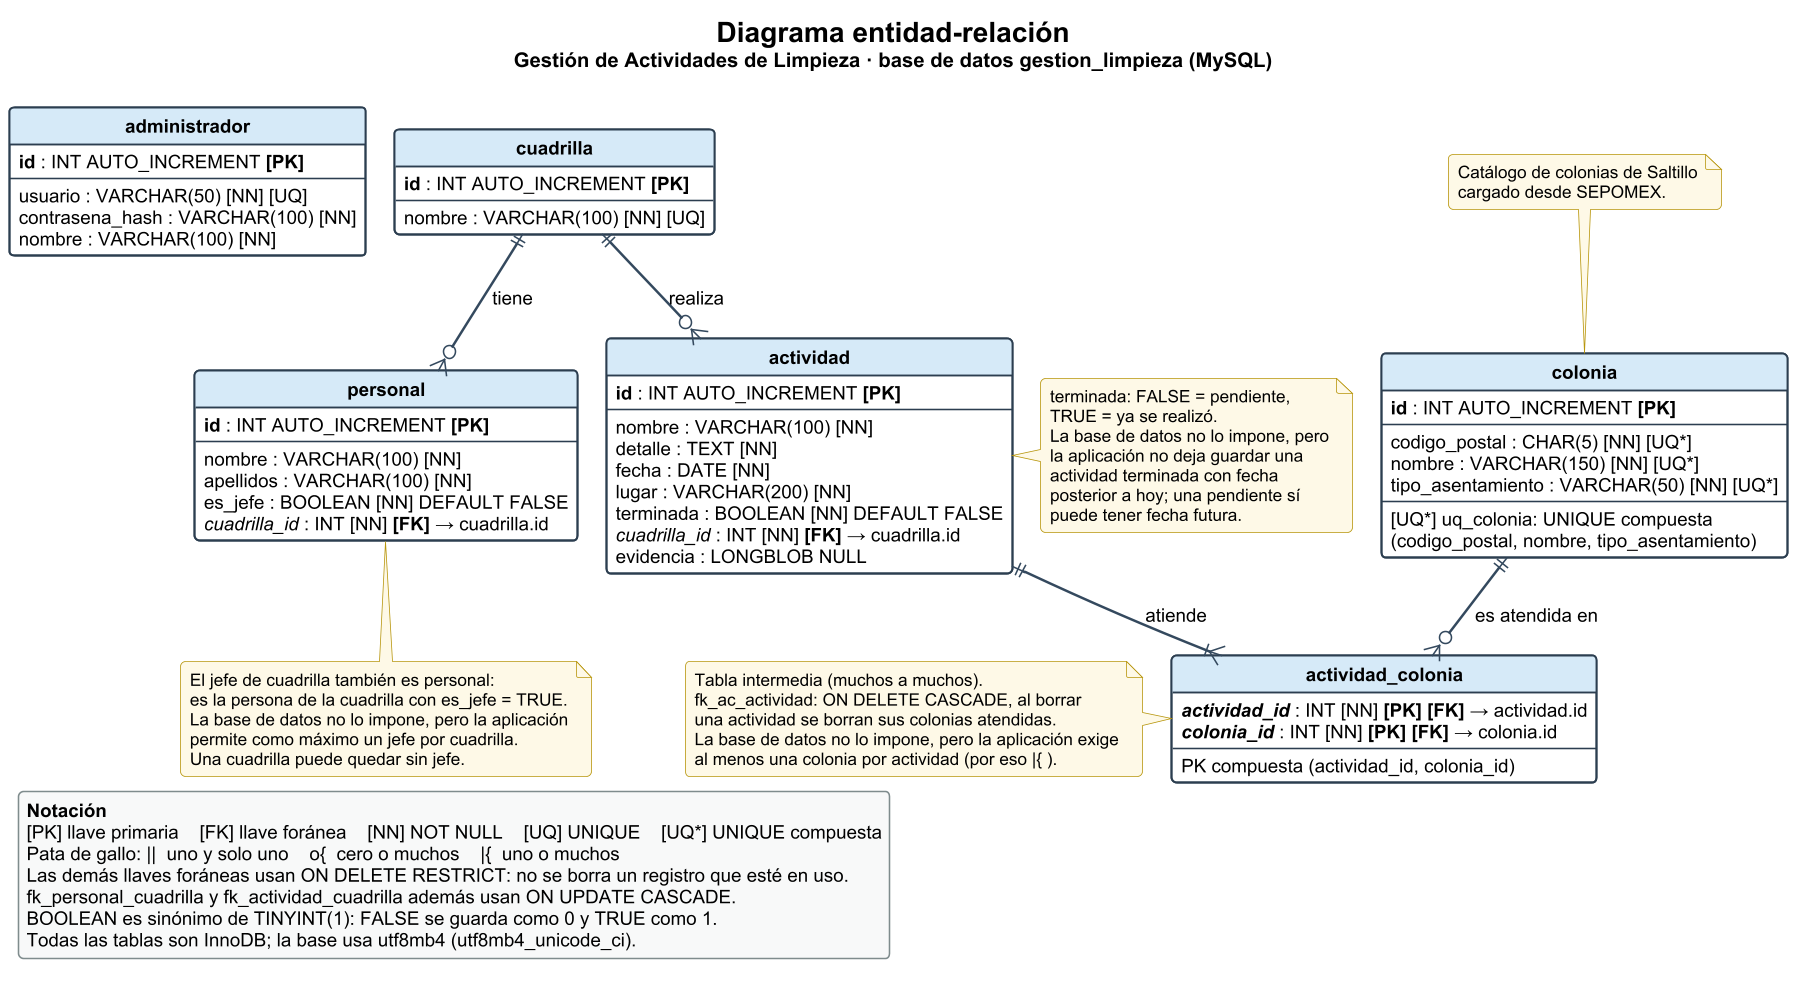 Diagrama entidad-relación
Gestión de Actividades de Limpieza · base de datos gestion_limpieza (MySQL)
administrador
id : INT AUTO_INCREMENT [PK]
usuario : VARCHAR(50) [NN] [UQ]
contrasena_hash : VARCHAR(100) [NN]
nombre : VARCHAR(100) [NN]
cuadrilla
id : INT AUTO_INCREMENT [PK]
nombre : VARCHAR(100) [NN] [UQ]
Catálogo de colonias de Saltillo
cargado desde SEPOMEX.
tiene
realiza
personal
id : INT AUTO_INCREMENT [PK]
nombre : VARCHAR(100) [NN]
apellidos : VARCHAR(100) [NN]
es_jefe : BOOLEAN [NN] DEFAULT FALSE
cuadrilla_id : INT [NN] [FK] → cuadrilla.id
actividad
id : INT AUTO_INCREMENT [PK]
nombre : VARCHAR(100) [NN]
detalle : TEXT [NN]
fecha : DATE [NN]
lugar : VARCHAR(200) [NN]
terminada : BOOLEAN [NN] DEFAULT FALSE
cuadrilla_id : INT [NN] [FK] → cuadrilla.id
evidencia : LONGBLOB NULL
terminada: FALSE = pendiente,
TRUE = ya se realizó.
La base de datos no lo impone, pero
la aplicación no deja guardar una
actividad terminada con fecha
posterior a hoy; una pendiente sí
puede tener fecha futura.
colonia
id : INT AUTO_INCREMENT [PK]
codigo_postal : CHAR(5) [NN] [UQ*]
nombre : VARCHAR(150) [NN] [UQ*]
tipo_asentamiento : VARCHAR(50) [NN] [UQ*]
[UQ*] uq_colonia: UNIQUE compuesta
(codigo_postal, nombre, tipo_asentamiento)
atiende
es atendida en
El jefe de cuadrilla también es personal:
es la persona de la cuadrilla con es_jefe = TRUE.
La base de datos no lo impone, pero la aplicación
permite como máximo un jefe por cuadrilla.
Una cuadrilla puede quedar sin jefe.
Tabla intermedia (muchos a muchos).
fk_ac_actividad: ON DELETE CASCADE, al borrar
una actividad se borran sus colonias atendidas.
La base de datos no lo impone, pero la aplicación exige
al menos una colonia por actividad (por eso |{ ).
actividad_colonia
actividad_id : INT [NN] [PK] [FK] → actividad.id
colonia_id : INT [NN] [PK] [FK] → colonia.id
PK compuesta (actividad_id, colonia_id)
Notación
[PK] llave primaria [FK] llave foránea [NN] NOT NULL [UQ] UNIQUE [UQ*] UNIQUE compuesta
Pata de gallo: || uno y solo uno o{ cero o muchos |{ uno o muchos
Las demás llaves foráneas usan ON DELETE RESTRICT: no se borra un registro que esté en uso.
fk_personal_cuadrilla y fk_actividad_cuadrilla además usan ON UPDATE CASCADE.
BOOLEAN es sinónimo de TINYINT(1): FALSE se guarda como 0 y TRUE como 1.
Todas las tablas son InnoDB; la base usa utf8mb4 (utf8mb4_unicode_ci).